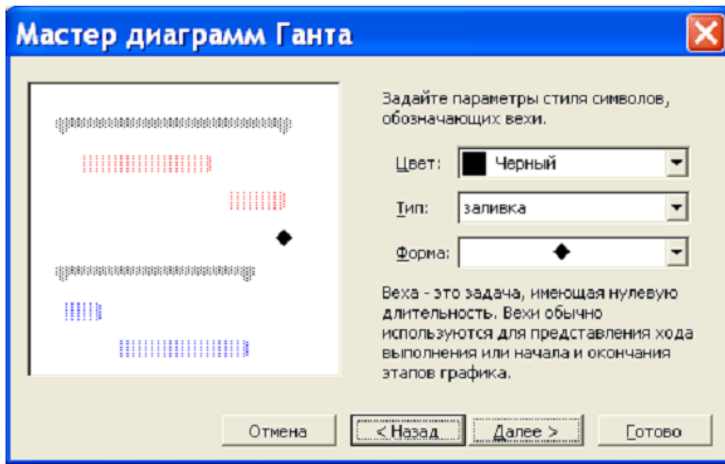 Мастер диаграмм Ганта
Задайте параметры стиля символов,
обозначающих вехи.
Цвет: Черный
Тип: заливка
Форма:
Веха - это задача, имеющая нулевую
длительность. Вехи обычно
используются для представления хода
выполнения или начала и окончания
этапов графика.
Отмена < Назад Далее > Готово